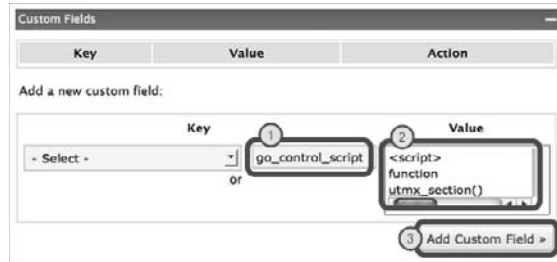 Custom Fields
Key Value Action
Add a new custom field:
Key Value
1 2
- Select - go_control_script <script>
or function
utmx_section()
3 Add Custom Field »